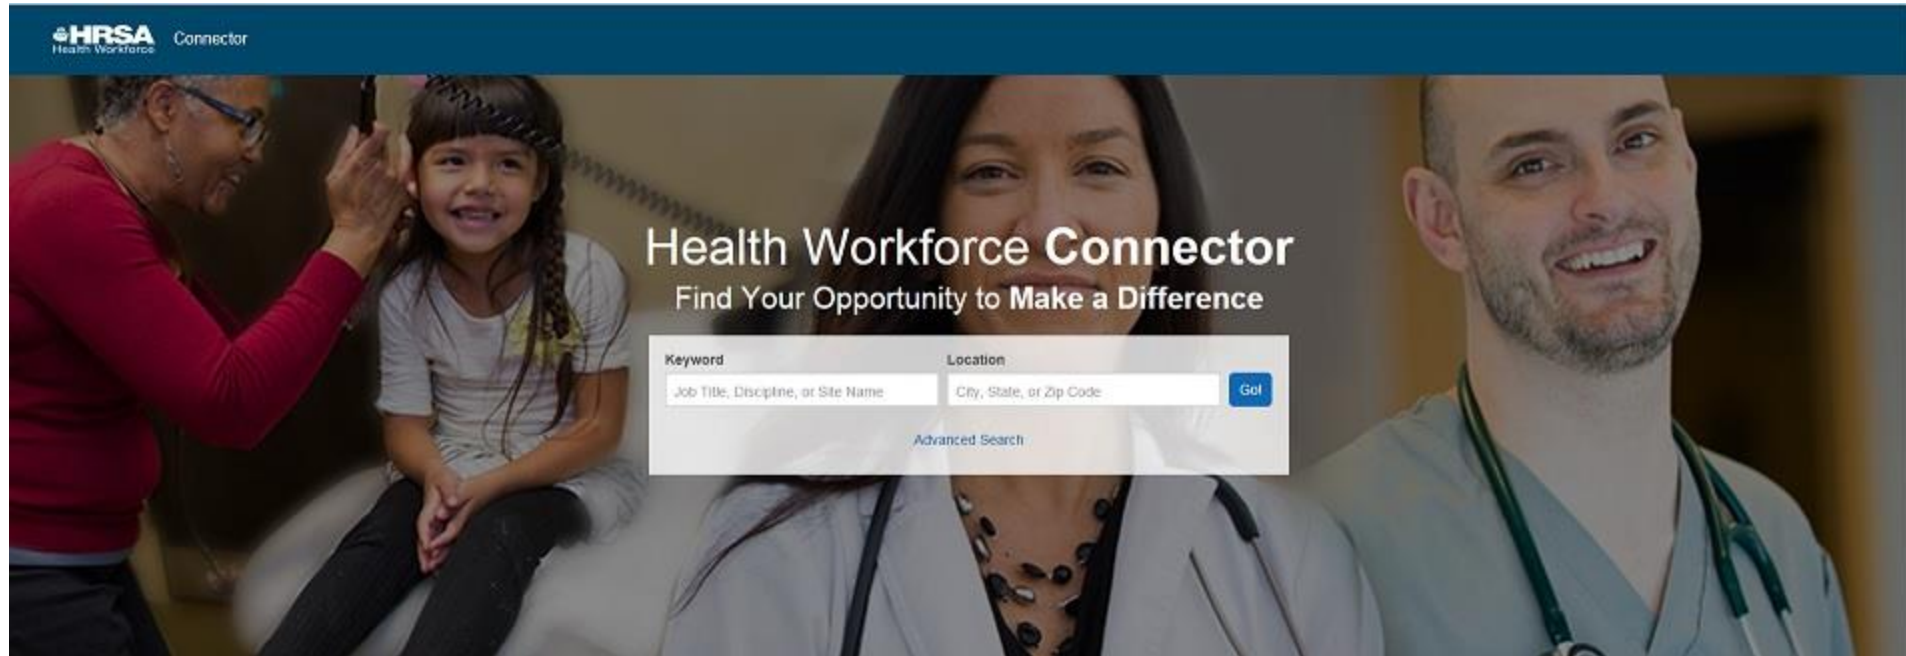 HRSA
Health Workforce
Connector
Health Workforce Connector
Find Your Opportunity to Make a Difference
Keyword
Location
Job Title, Discipline, or Site Name
City, State, or Zip Code
Go!
Advanced Search